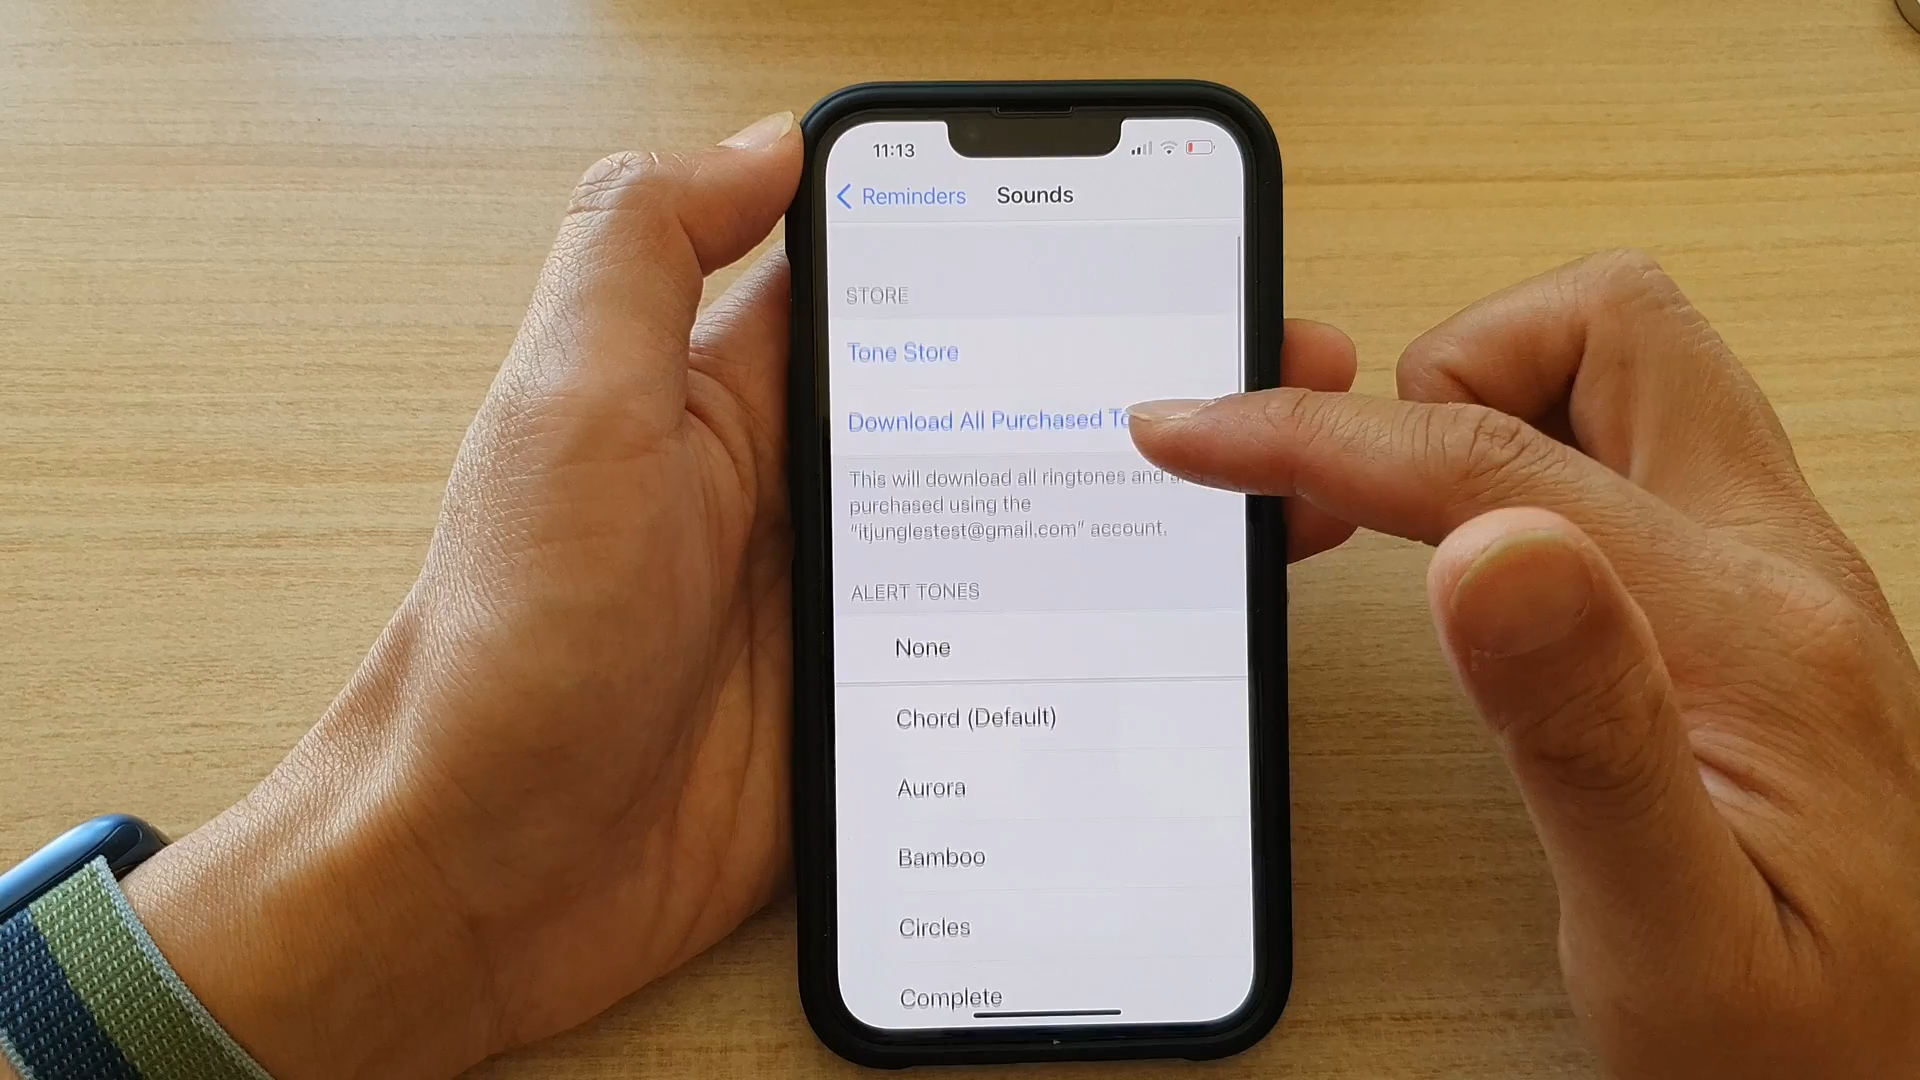 11:13
Reminders Sounds
STORE
Tone Store
Download All Purchased
This will download all ringtones and
purchased using the
"itjunglestest@gmail.com" account.
ALERT TONES
None
Chord (Default)
Aurora
Bamboo
Circles
Complete